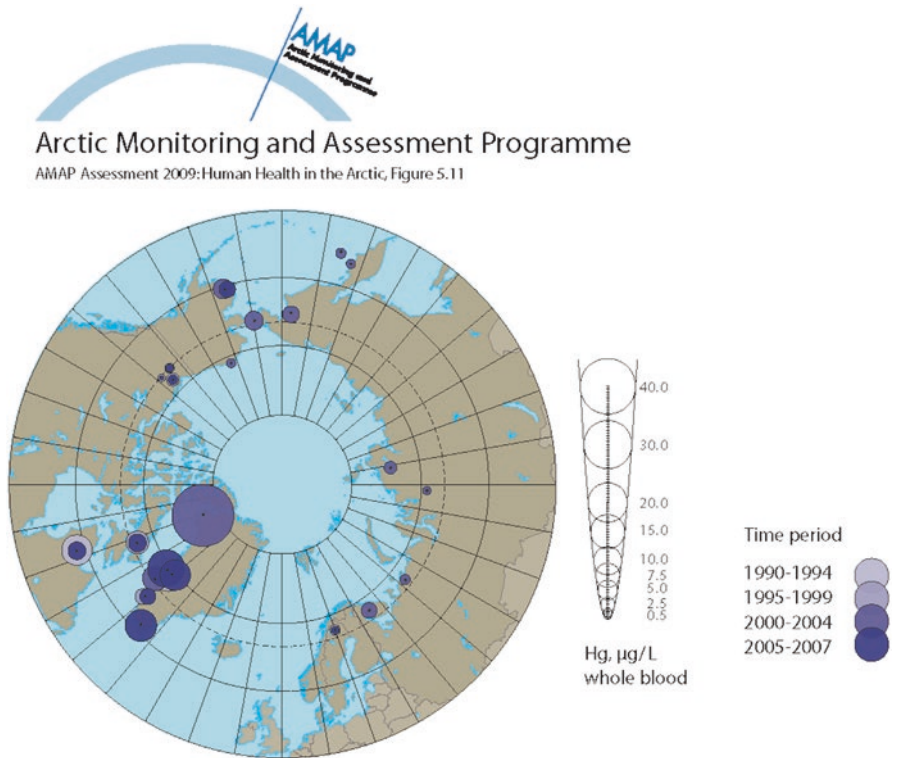 AMAP
Arctic Monitoring and
Assessment Programme
Arctic Monitoring and Assessment Programme
AMAP Assessment 2009: Human Health in the Arctic, Figure 5.11
40.0
30.0
20.0
15.0
10.0
7.5
5.0
2.5
0.5
Hg, µg/L
whole blood
Time period
1990-1994
1995-1999
2000-2004
2005-2007